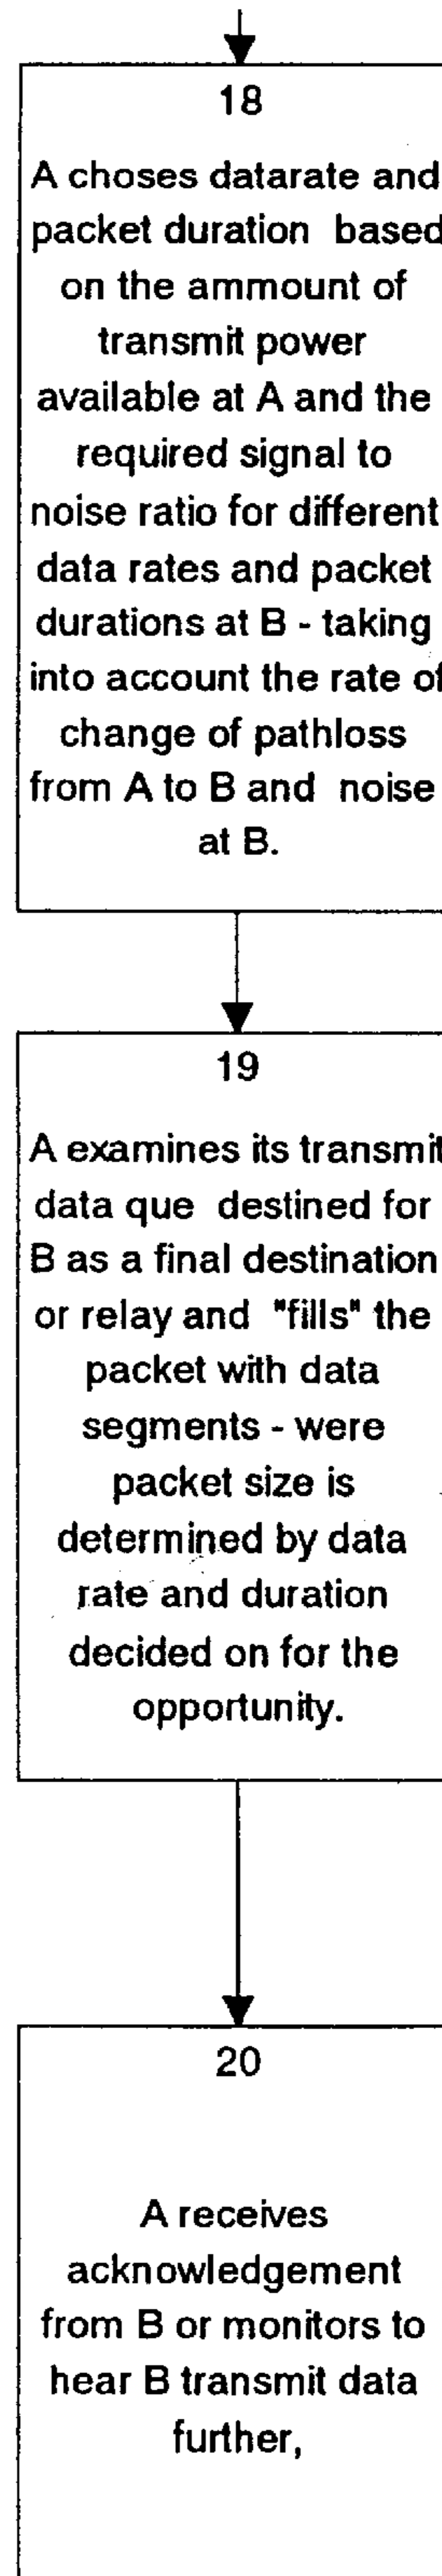 18
A choses datarate and
packet duration based
on the ammount of
transmit power
available at A and the
required signal to
noise ratio for different
data rates and packet
durations at B - taking
into account the rate of
change of pathloss
from A to B and noise
at B.
19
A examines its transmit
data que destined for
B as a final destination
or relay and "fills" the
packet with data
segments - were
packet size is
determined by data
rate and duration
decided on for the
opportunity.
20
A receives
acknowledgement
from B or monitors to
hear B transmit data
further,